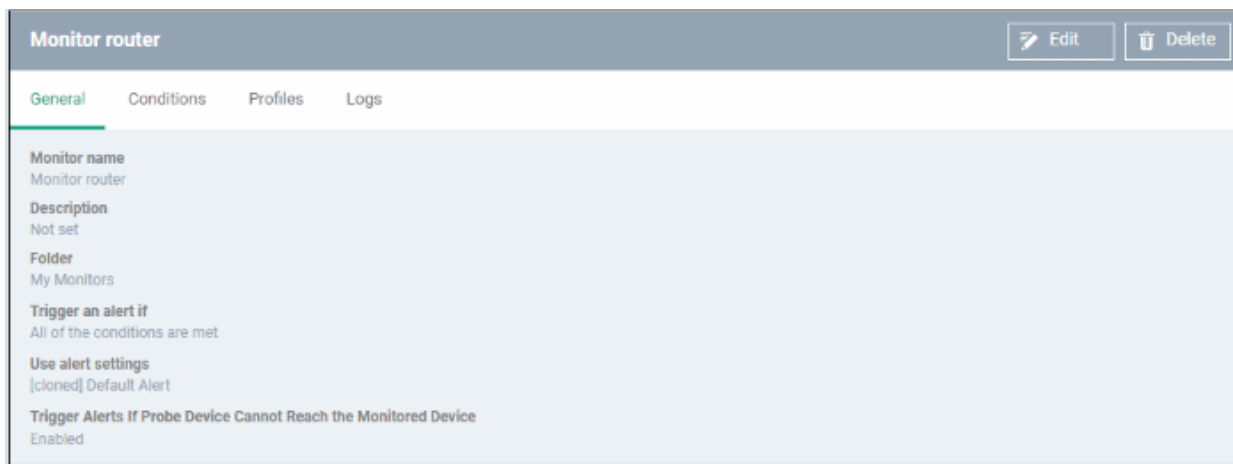 Monitor router
Edit
Delete
General Conditions Profiles Logs
Monitor name
Monitor router
Description
Not set
Folder
My Monitors
Trigger an alert if
All of the conditions are met
Use alert settings
[cloned] Default Alert
Trigger Alerts If Probe Device Cannot Reach the Monitored Device
Enabled